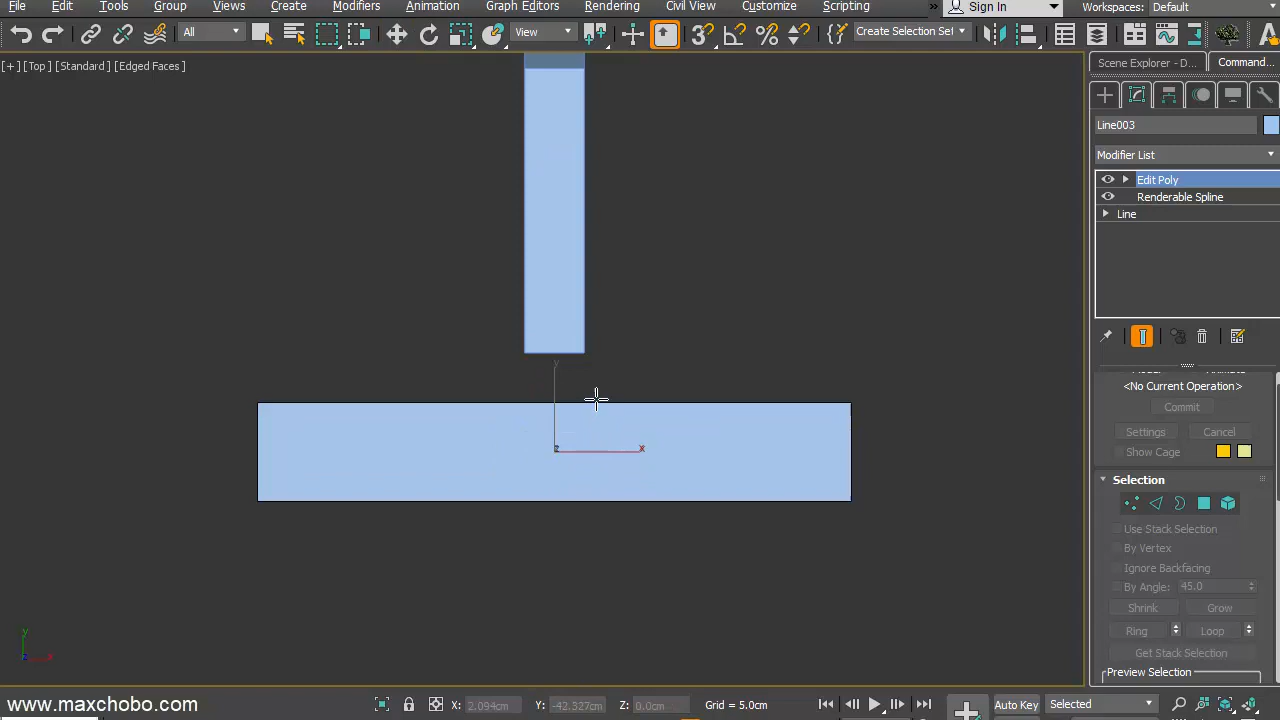 File Edit Tools Group Views Create Modifiers Animation Graph Editors Rendering Civil View Customize Scripting » Sign In Workspaces: Default
All View 3 Create Selection Set
[+] [Top] [Standard] [Edged Faces]
Scene Explorer - D... Comman...
Line003
Modifier List
Edit Poly
Renderable Spline
Line
<No Current Operation>
Commit
Settings Cancel
Show Cage
Selection
Use Stack Selection
By Vertex
Ignore Backfacing
By Angle: 45.0
Shrink Grow
Ring Loop
Get Stack Selection
Preview Selection
y
z x
y
z x
www.maxchobo.com X: 2.094cm Y: -42.327cm Z: 0.0cm Grid = 5.0cm Auto Key Selected